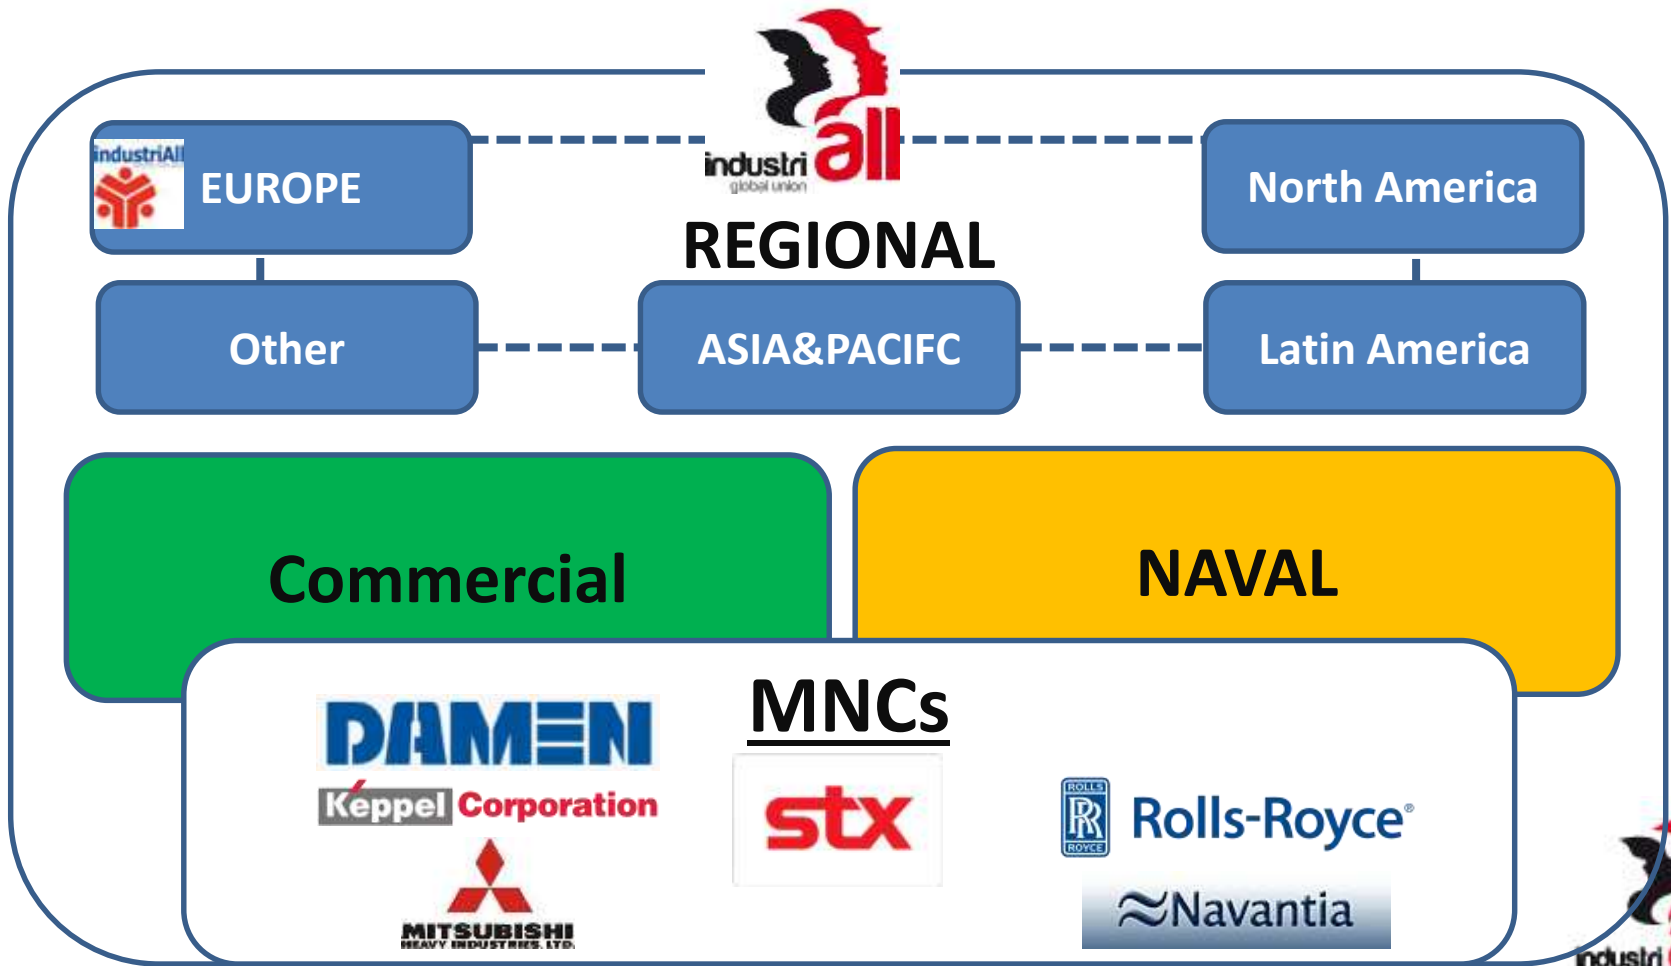 industri all
global union
industriAll
EUROPE
North America
REGIONAL
Other
ASIA&PACIFC
Latin America
Commercial
NAVAL
MNCs
DAMEN
Keppel Corporation
stx
ROLLS
RR
ROYCE
Rolls-Royce®
MITSUBISHI
HEAVY INDUSTRIES, LTD.
Navantia
industri